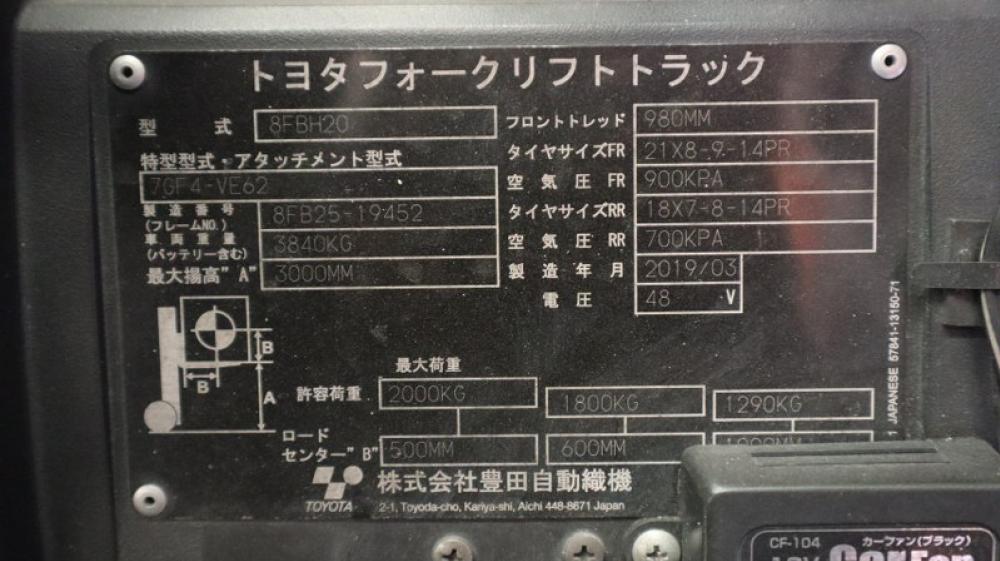 トヨタフォークリフトトラック
型 式 8FBH20
特型型式・アタッチメント型式
7GF4-VE62
製造番号 (フレームNO.) 8FB25-19452
車両重量 (バッテリー含む) 3840KG
最大揚高"A" 3000MM
フロントトレッド 980MM
タイヤサイズFR 21X8-9-14PR
空気圧 FR 900KPA
タイヤサイズRR 18X7-8-14PR
空気圧 RR 700KPA
製造年月 2019/03
電圧 48 V
B
B
A
最大荷重
許容荷重 2000KG 1800KG 1290KG
ロード
センター"B" 500MM 600MM
TOYOTA 株式会社豊田自動織機
2-1, Toyoda-cho, Kariya-shi, Aichi 448-8671 Japan
1 JAPANESE 57841-13150-71
CF-104 カーファン(ブラック)